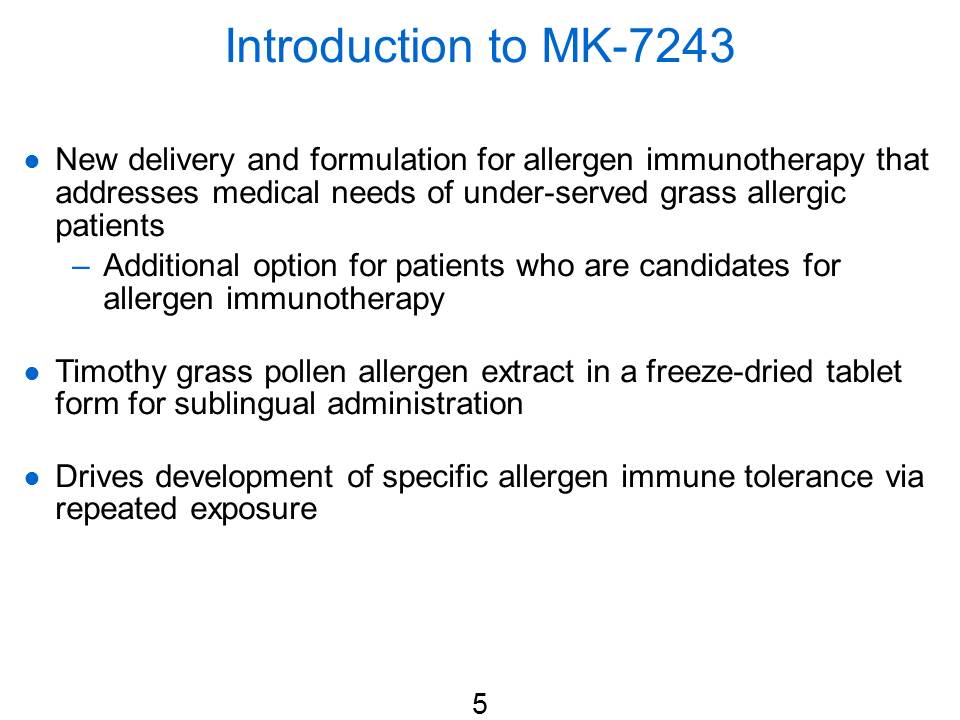 Introduction to MK-7243
● New delivery and formulation for allergen immunotherapy that
addresses medical needs of under-served grass allergic
patients
– Additional option for patients who are candidates for
allergen immunotherapy
● Timothy grass pollen allergen extract in a freeze-dried tablet
form for sublingual administration
● Drives development of specific allergen immune tolerance via
repeated exposure
5